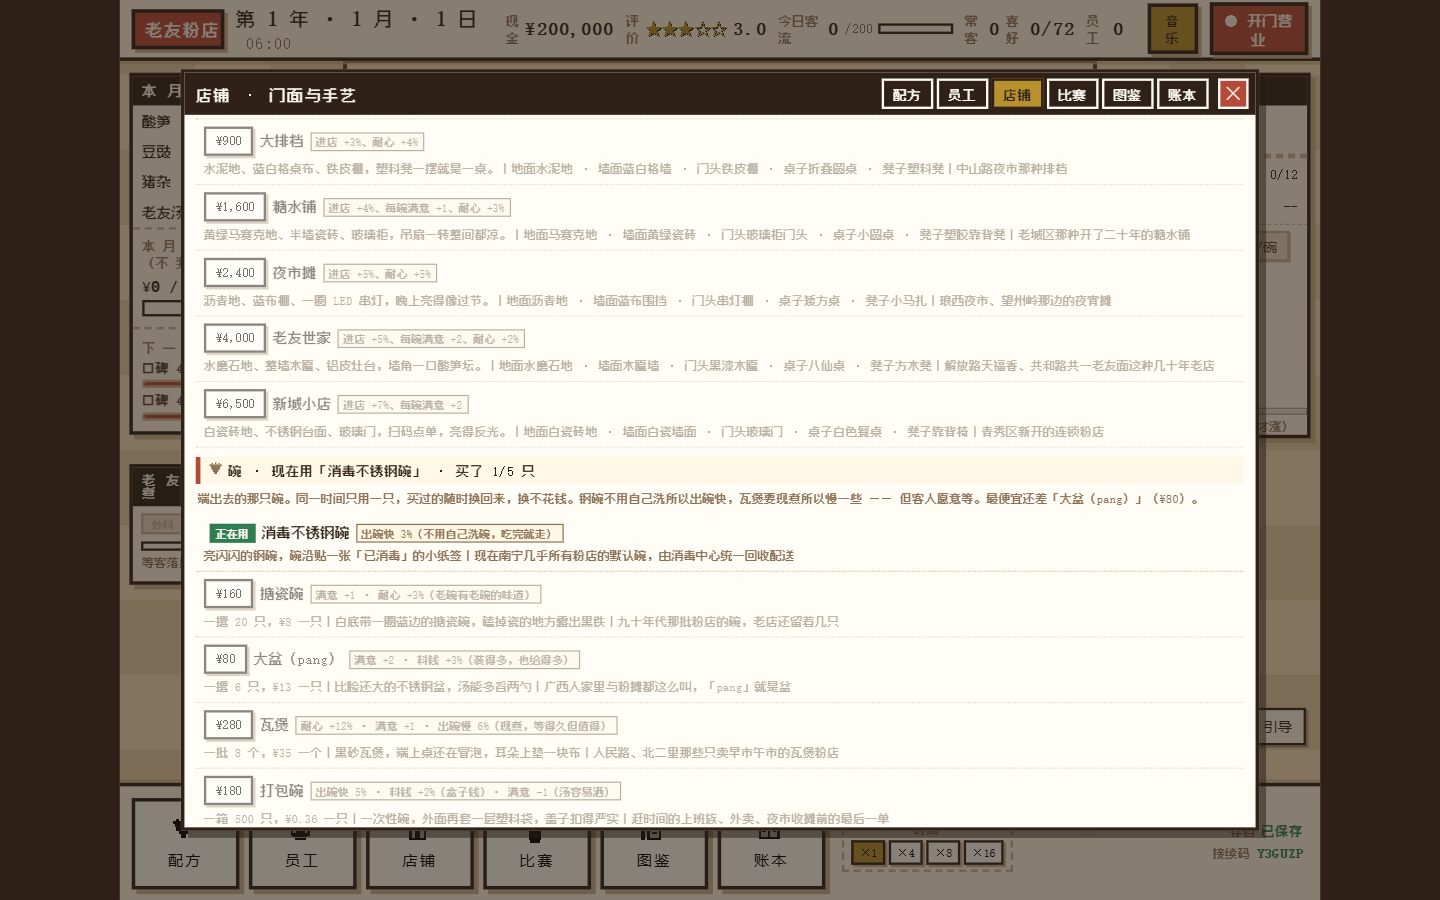 老友粉店
第 1 年 · 1 月 · 1 日
06:00
现金 ¥200,000
评价 3.0
今日客流 0 /200
常客 0
喜好 0/72
员工 0
音乐
开门营业
店铺 · 门面与手艺
配方
员工
店铺
比赛
图鉴
账本
¥900 大排档 进店 +3%、耐心 +4%
水泥地、蓝白格桌布、铁皮棚，塑料凳一摆就是一桌。|地面水泥地 · 墙面蓝白格墙 · 门头铁皮棚 · 桌子折叠圆桌 · 凳子塑料凳|中山路夜市那种排档
¥1,600 糖水铺 进店 +4%、每碗满意 +1、耐心 +3%
黄绿马赛克地、半墙瓷砖、玻璃柜，吊扇一转整间都凉。|地面马赛克地 · 墙面黄绿瓷砖 · 门头玻璃柜门头 · 桌子小圆桌 · 凳子塑胶靠背凳|老城区那种开了二十年的糖水铺
¥2,400 夜市摊 进店 +5%、耐心 +5%
沥青地、蓝布棚、一圈 LED 串灯，晚上亮得像过节。|地面沥青地 · 墙面蓝布围挡 · 门头串灯棚 · 桌子矮方桌 · 凳子小马扎|琅西夜市、望州岭那边的夜宵摊
¥4,000 老友世家 进店 +5%、每碗满意 +2、耐心 +2%
水磨石地、整墙木匾、铝皮灶台，墙角一口酸笋坛。|地面水磨石地 · 墙面木匾墙 · 门头黑漆木匾 · 桌子八仙桌 · 凳子方木凳|解放路天福香、共和路共一老友面这种几十年老店
¥6,500 新城小店 进店 +7%、每碗满意 +2
白瓷砖地、不锈钢台面、玻璃门，扫码点单，亮得反光。|地面白瓷砖地 · 墙面白瓷墙面 · 门头玻璃门 · 桌子白色餐桌 · 凳子靠背椅|青秀区新开的连锁粉店
碗 · 现在用「消毒不锈钢碗」 · 买了 1/5 只
端出去的那只碗。同一时间只用一只，买过的随时换回来，换不花钱。钢碗不用自己洗所以出碗快，瓦煲要现煮所以慢一些 —— 但客人愿意等。最便宜还差「大盆（pang）」（¥80）。
正在用 消毒不锈钢碗 出碗快 3%（不用自己洗碗，吃完就走）
亮闪闪的钢碗，碗沿贴一张「已消毒」的小纸签|现在南宁几乎所有粉店的默认碗，由消毒中心统一回收配送
¥160 搪瓷碗 满意 +1 · 耐心 +3%（老碗有老碗的味道）
一摞 20 只，¥8 一只|白底带一圈蓝边的搪瓷碗，磕掉瓷的地方露出黑铁|九十年代那批粉店的碗，老店还留着几只
¥80 大盆（pang） 满意 +2 · 料钱 +3%（装得多，也给得多）
一摞 6 只，¥13 一只|比脸还大的不锈钢盆，汤能多舀两勺|广西人家里与粉摊都这么叫，「pang」就是盆
¥280 瓦煲 耐心 +12% · 满意 +1 · 出碗慢 6%（现煮，等得久但值得）
一批 8 个，¥35 一个|黑砂瓦煲，端上桌还在冒泡，耳朵上垫一块布|人民路、北二里那些只卖早市午市的瓦煲粉店
¥180 打包碗 出碗快 5% · 料钱 +2%（盒子钱）· 满意 -1（汤容易洒）
一箱 500 只，¥0.36 一只|一次性碗，外面再套一层塑料袋，盖子扣得严实|赶时间的上班族、外卖、夜市收摊前的最后一单
本 月
酸笋
豆豉
猪杂
老友汤
本 月
（不
¥0 /
下 一
口碑 4
口碑 4
老 友
煮
炒料
等客落
0/12
--
/碗
才涨）
引导
配方
员工
店铺
比赛
图鉴
账本
×1
×4
×8
×16
已保存
接续码 Y3GUZP